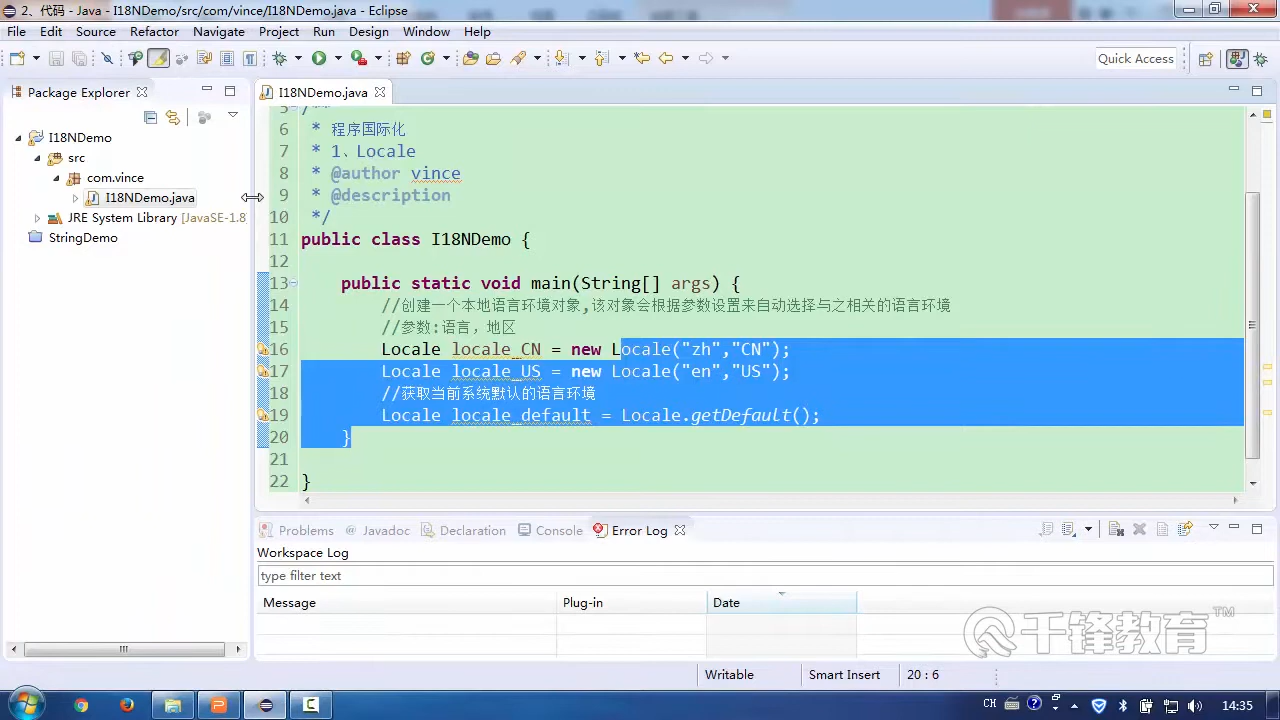 2、代码 - Java - I18NDemo/src/com/vince/I18NDemo.java - Eclipse
File Edit Source Refactor Navigate Project Run Design Window Help
Quick Access
Package Explorer
I18NDemo.java
I18NDemo
src
com.vince
I18NDemo.java
JRE System Library [JavaSE-1.8]
StringDemo
5 /**
6 * 程序国际化
7 * 1、Locale
8 * @author vince
9 * @description
10 */
11 public class I18NDemo {
12
13 public static void main(String[] args) {
14 //创建一个本地语言环境对象,该对象会根据参数设置来自动选择与之相关的语言环境
15 //参数:语言，地区
16 Locale locale_CN = new Locale("zh","CN");
17 Locale locale_US = new Locale("en","US");
18 //获取当前系统默认的语言环境
19 Locale locale_default = Locale.getDefault();
20 }
21
22 }
Problems @ Javadoc Declaration Console Error Log
Workspace Log
type filter text
Message Plug-in Date
千锋教育 TM
Writable Smart Insert 20 : 6
CH 14:35